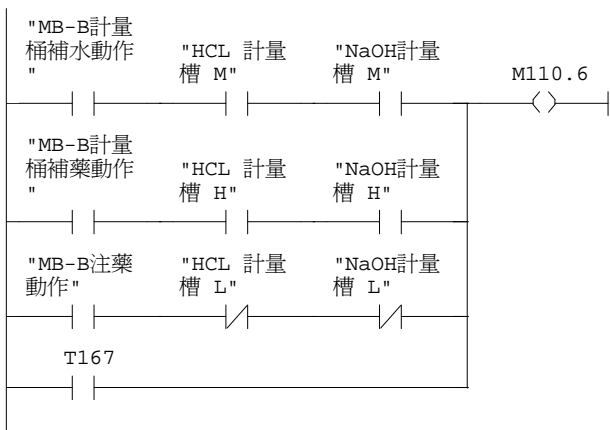 "MB-B計量
桶補水動作
"
"HCL 計量
槽 M"
"NaOH計量
槽 M"
M110.6
"MB-B計量
桶補藥動作
"
"HCL 計量
槽 H"
"NaOH計量
槽 H"
"MB-B注藥
動作"
"HCL 計量
槽 L"
"NaOH計量
槽 L"
T167